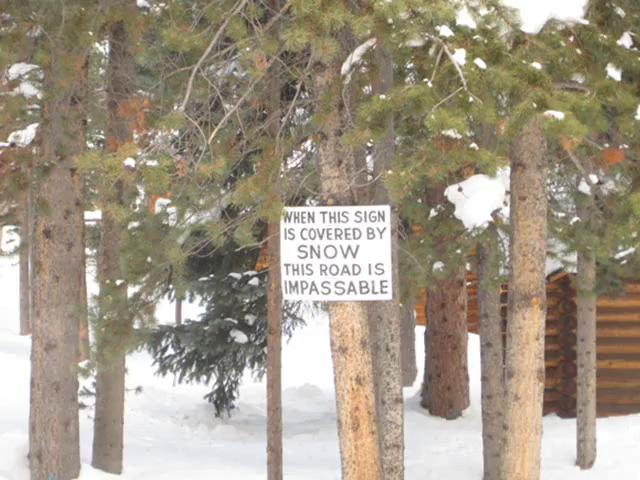 WHEN THIS SIGN
IS COVERED BY
SNOW
THIS ROAD IS
IMPASSABLE